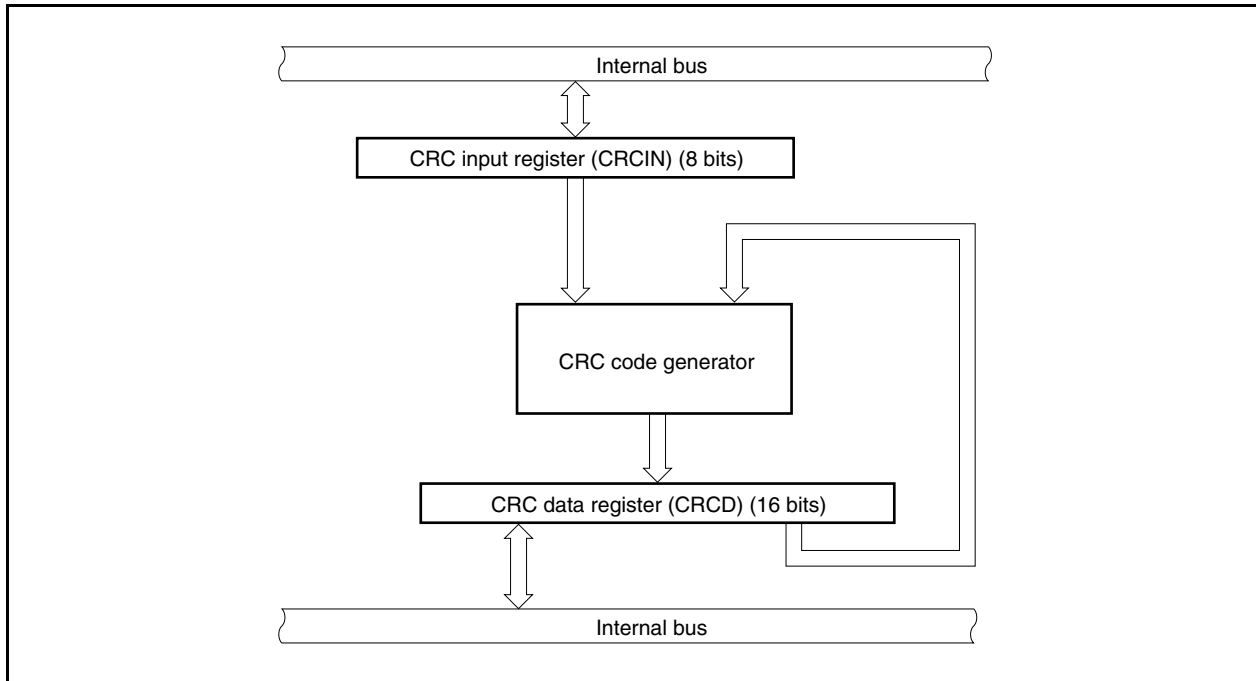 Internal bus
CRC input register (CRCIN) (8 bits)
CRC code generator
CRC data register (CRCD) (16 bits)
Internal bus